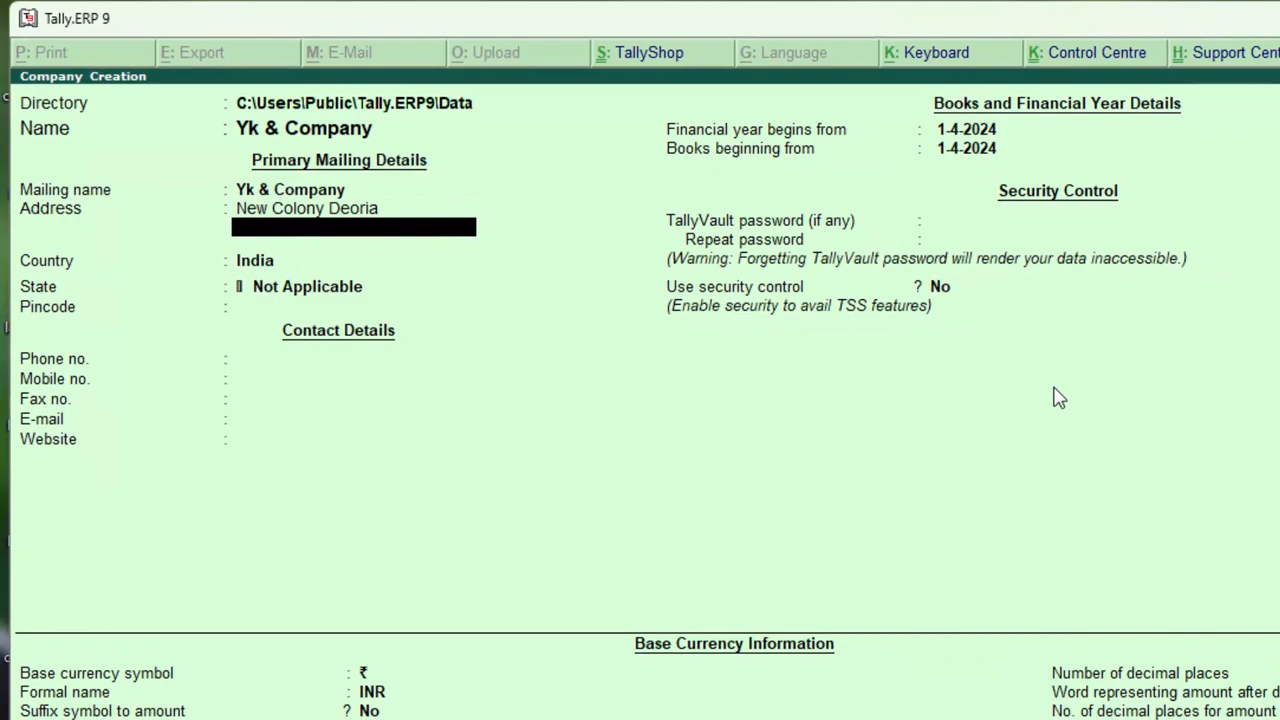 Tally.ERP 9
P: Print E: Export M: E-Mail O: Upload S: TallyShop G: Language K: Keyboard K: Control Centre H: Support Cent
Company Creation
Directory : C:\Users\Public\Tally.ERP9\Data
Name : Yk & Company
Primary Mailing Details
Mailing name : Yk & Company
Address : New Colony Deoria
Country : India
State : Not Applicable
Pincode :
Contact Details
Phone no. :
Mobile no. :
Fax no. :
E-mail :
Website :
Books and Financial Year Details
Financial year begins from : 1-4-2024
Books beginning from : 1-4-2024
Security Control
TallyVault password (if any) :
Repeat password :
(Warning: Forgetting TallyVault password will render your data inaccessible.)
Use security control ? No
(Enable security to avail TSS features)
Base Currency Information
Base currency symbol : ₹
Formal name : INR
Suffix symbol to amount ? No
Number of decimal places
Word representing amount after d
No. of decimal places for amount